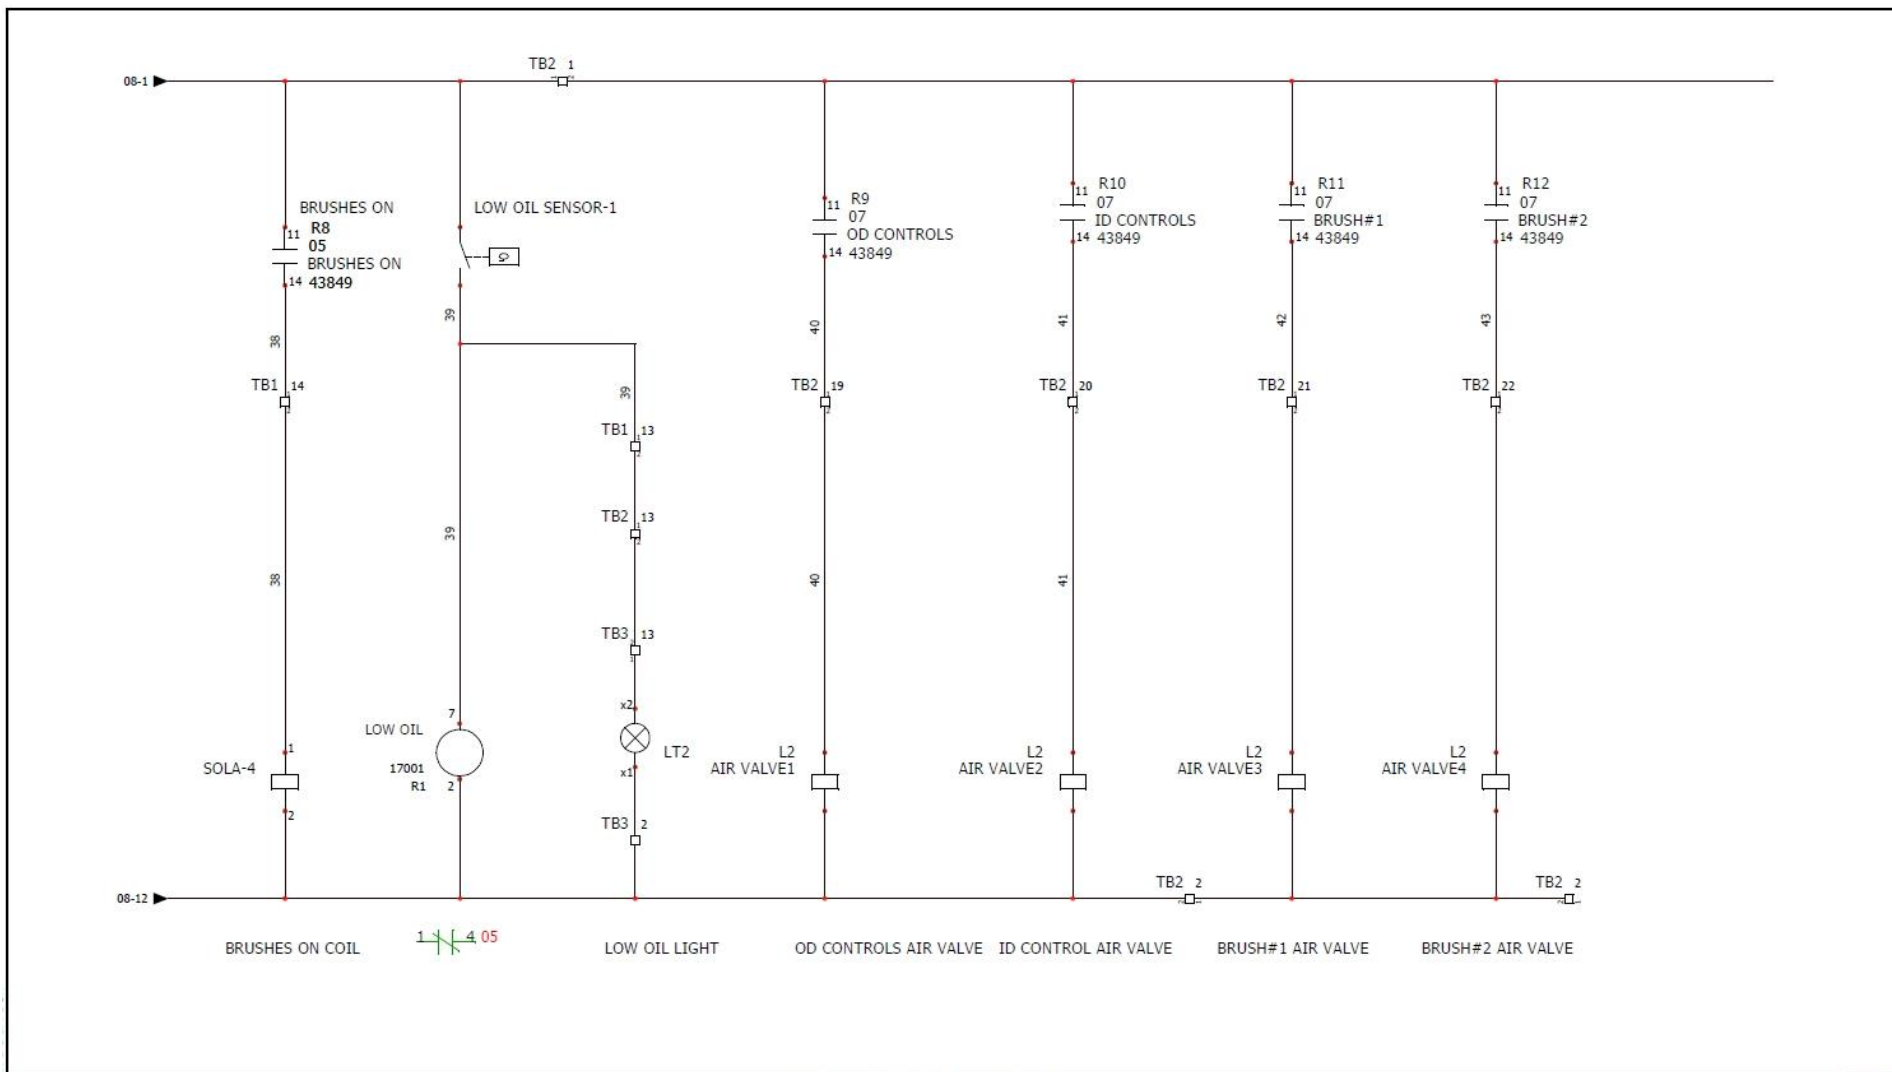 TB2 1
08-1
BRUSHES ON
R8
11
05
BRUSHES ON
14 43849
38
TB1 14
38
1
SOLA-4
2
LOW OIL SENSOR-1
G
39
39
7
LOW OIL
17001
R1 2
39
TB1 13
TB2 13
TB3 13
x2
LT2
x1
TB3 2
R9
11
07
OD CONTROLS
14 43849
40
TB2 19
40
L2
AIR VALVE1
R10
11
07
ID CONTROLS
14 43849
41
TB2 20
41
L2
AIR VALVE2
R11
11
07
BRUSH#1
14 43849
42
TB2 21
L2
AIR VALVE3
R12
11
07
BRUSH#2
14 43849
43
TB2 22
L2
AIR VALVE4
08-12
TB2 2
TB2 2
BRUSHES ON COIL
1 4 05
LOW OIL LIGHT
OD CONTROLS AIR VALVE
ID CONTROL AIR VALVE
BRUSH#1 AIR VALVE
BRUSH#2 AIR VALVE